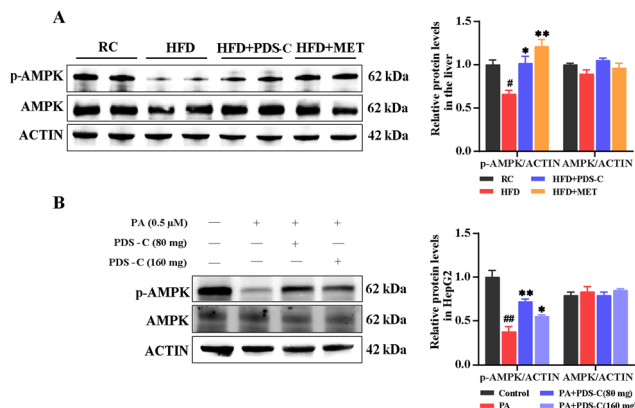 A
RC HFD HFD+PDS-C HFD+MET
p-AMPK 62 kDa
AMPK 62 kDa
ACTIN 42 kDa
Relative protein levels
in the liver
1.5
1.0
0.5
0.0
# * **
p-AMPK/ACTIN AMPK/ACTIN
RC HFD+PDS-C
HFD HFD+MET
B
PA (0.5 μM) — + + +
PDS-C (80 mg) — — + —
PDS-C (160 mg) — — — +
p-AMPK 62 kDa
AMPK 62 kDa
ACTIN 42 kDa
Relative protein levels
in HepG2
1.5
1.0
0.5
0.0
## ** *
p-AMPK/ACTIN AMPK/ACTIN
Control PA+PDS-C(80 mg)
PA PA+PDS-C(160 mg)